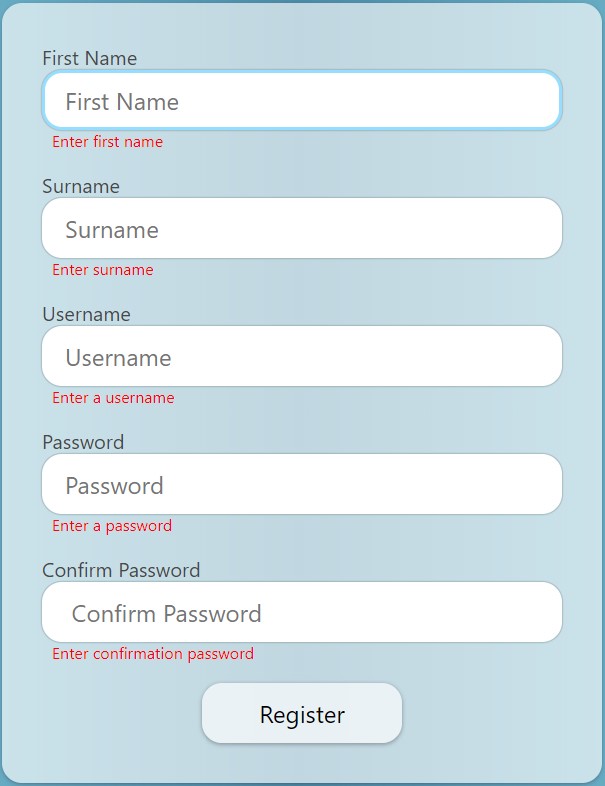 First Name
First Name
Enter first name
Surname
Surname
Enter surname
Username
Username
Enter a username
Password
Password
Enter a password
Confirm Password
Confirm Password
Enter confirmation password
Register